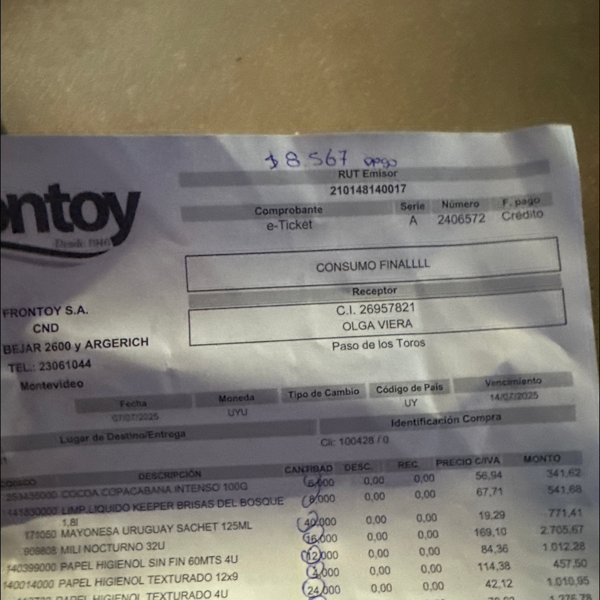 $ 8.567
RUT Emisor
210148140017
ntoy
Desde 1940
Comprobante Serie Número F. pago
e-Ticket A 2406572 Crédito
CONSUMO FINALLLL
Receptor
C.I. 26957821
OLGA VIERA
Paso de los Toros
FRONTOY S.A.
CND
BEJAR 2600 y ARGERICH
TEL.: 23061044
Montevideo
Fecha Moneda Tipo de Cambio Código de País Vencimiento
07/07/2025 UYU UY 14/07/2025
Lugar de Destino/Entrega Identificación Compra
Cli: 100428 / 0
DESCRIPCIÓN CANTIDAD DESC. REC. PRECIO C/IVA MONTO
COCOA COPACABANA INTENSO 100G 6,000 0,00 0,00 56,94 341,62
LIMP.LIQUIDO KEEPER BRISAS DEL BOSQUE 8,000 0,00 0,00 67,71 541,68
1,8l
171050 MAYONESA URUGUAY SACHET 125ML 40,000 0,00 0,00 19,29 771,41
908808 MILI NOCTURNO 32U 16,000 0,00 0,00 169,10 2.705,67
140399000 PAPEL HIGIENOL SIN FIN 60MTS 4U 12,000 0,00 0,00 84,36 1.012,28
140014000 PAPEL HIGIENOL TEXTURADO 12x9 4,000 0,00 0,00 114,38 457,50
PAPEL HIGIENOL TEXTURADO 4U 24,000 0,00 0,00 42,12 1.010,95